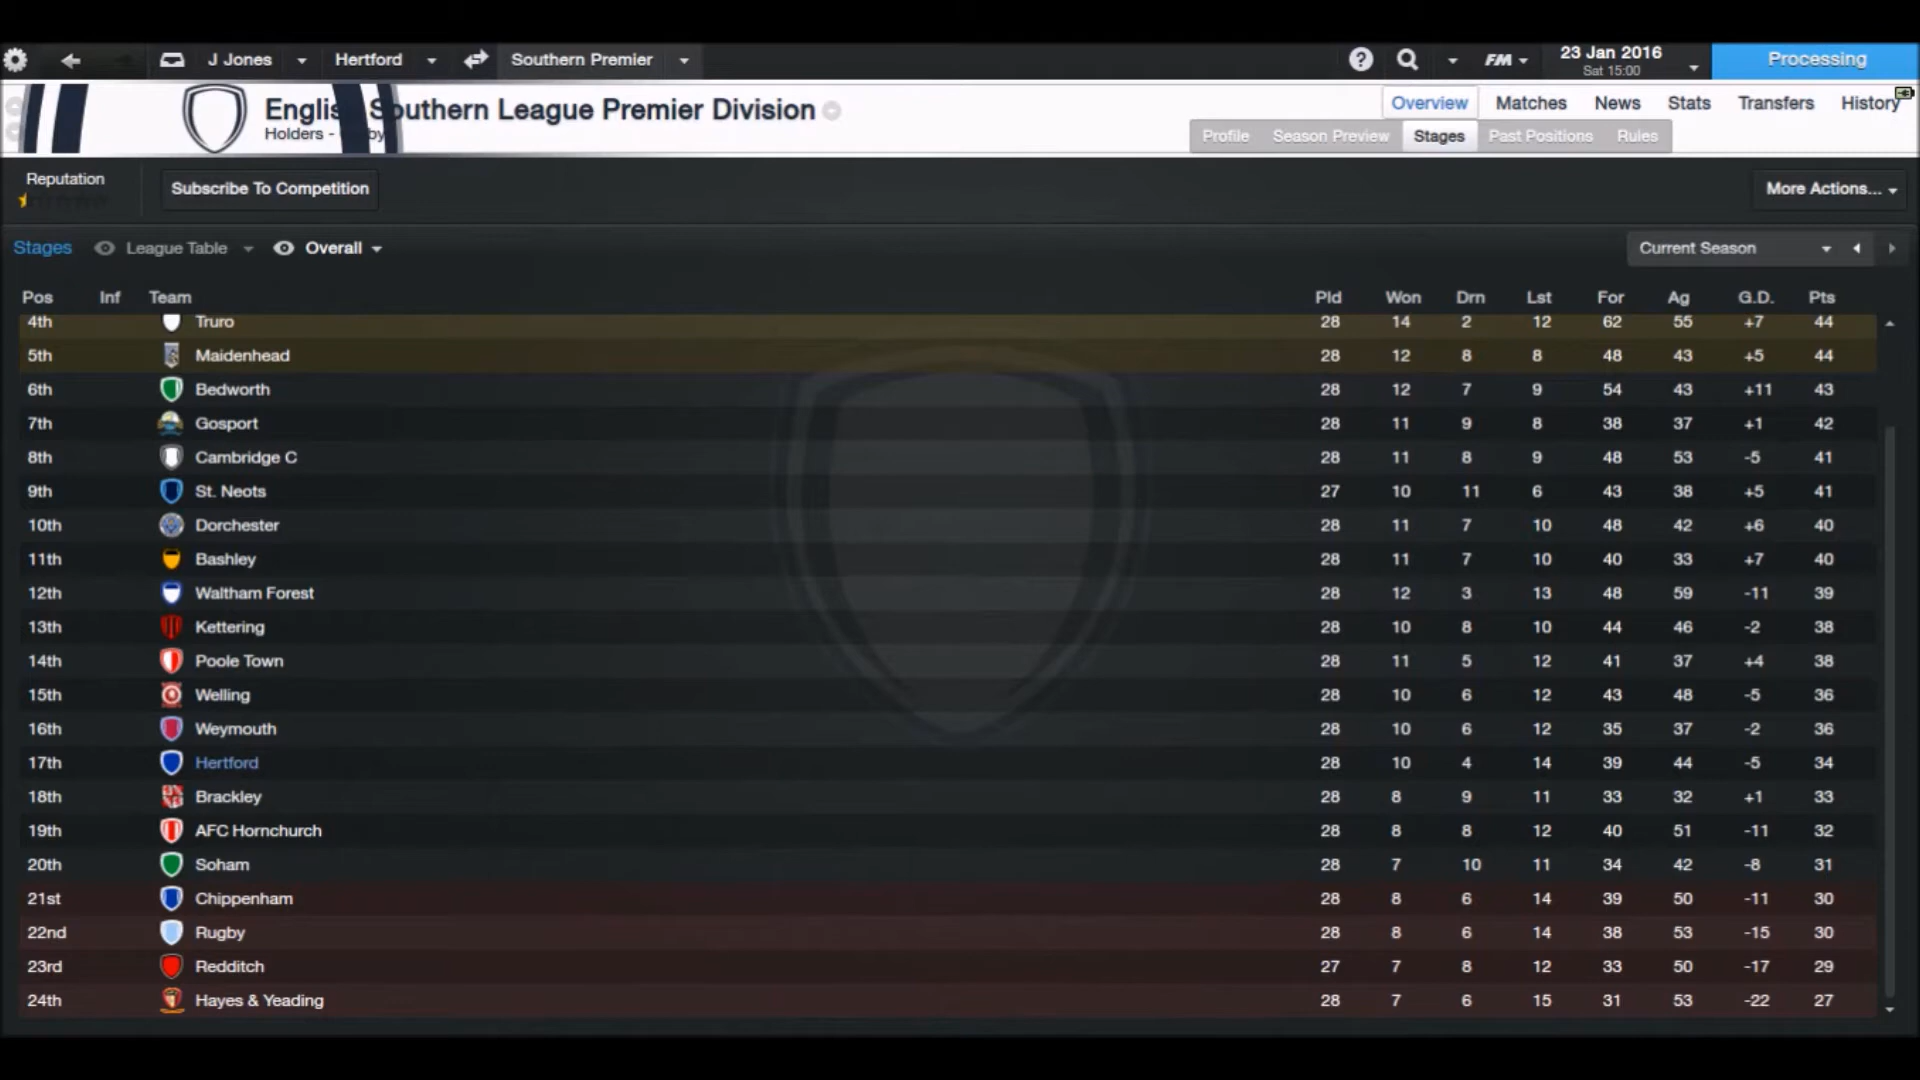 J Jones Hertford Southern Premier FM 23 Jan 2016 Processing
Sat 15:00
English Southern League Premier Division Overview Matches News Stats Transfers History
Holders - Profile Season Preview Stages Past Positions Rules
Reputation Subscribe To Competition More Actions...
Stages League Table Overall Current Season
Pos Inf Team Pld Won Drn Lst For Ag G.D. Pts
4th Truro 28 14 2 12 62 55 +7 44
5th Maidenhead 28 12 8 8 48 43 +5 44
6th Bedworth 28 12 7 9 54 43 +11 43
7th Gosport 28 11 9 8 38 37 +1 42
8th Cambridge C 28 11 8 9 48 53 -5 41
9th St. Neots 27 10 11 6 43 38 +5 41
10th Dorchester 28 11 7 10 48 42 +6 40
11th Bashley 28 11 7 10 40 33 +7 40
12th Waltham Forest 28 12 3 13 48 59 -11 39
13th Kettering 28 10 8 10 44 46 -2 38
14th Poole Town 28 11 5 12 41 37 +4 38
15th Welling 28 10 6 12 43 48 -5 36
16th Weymouth 28 10 6 12 35 37 -2 36
17th Hertford 28 10 4 14 39 44 -5 34
18th Brackley 28 8 9 11 33 32 +1 33
19th AFC Hornchurch 28 8 8 12 40 51 -11 32
20th Soham 28 7 10 11 34 42 -8 31
21st Chippenham 28 8 6 14 39 50 -11 30
22nd Rugby 28 8 6 14 38 53 -15 30
23rd Redditch 27 7 8 12 33 50 -17 29
24th Hayes & Yeading 28 7 6 15 31 53 -22 27